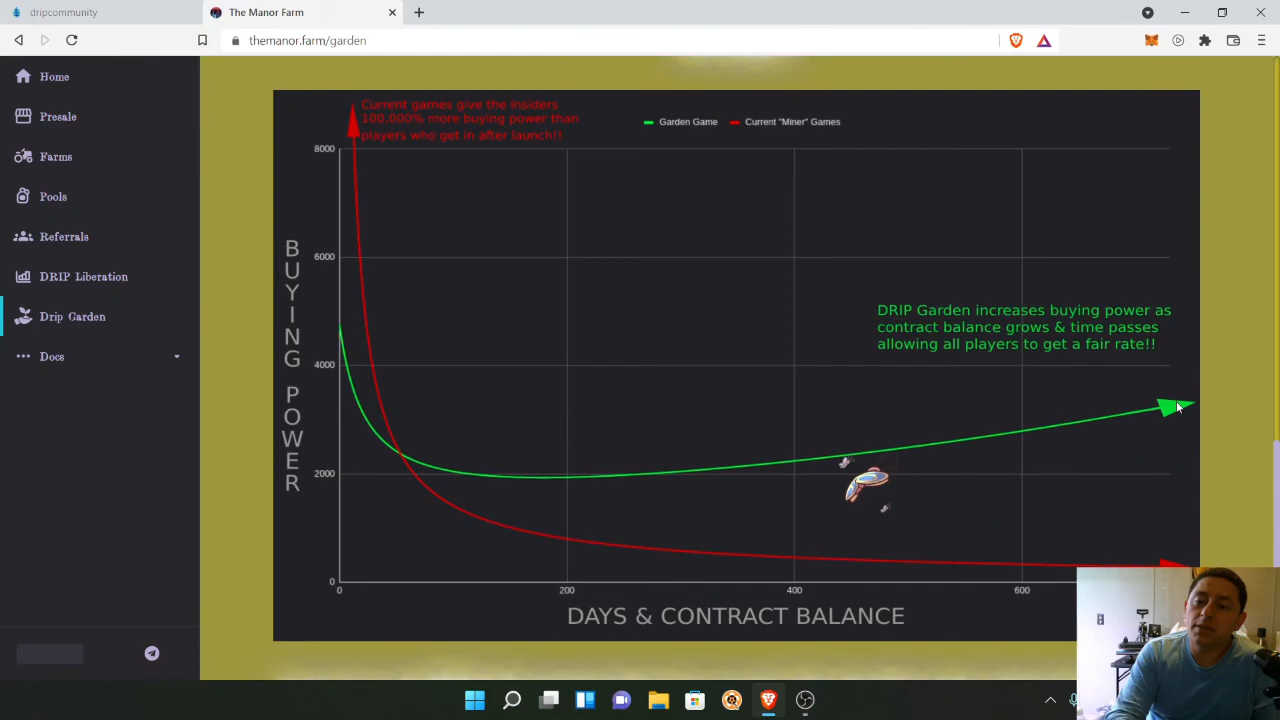 dripcommunity
The Manor Farm
themanor.farm/garden
Home
Presale
Farms
Pools
Referrals
DRIP Liberation
Drip Garden
Docs
Current games give the insiders
100,000% more buying power than
players who get in after launch!!
Garden Game
Current "Miner" Games
8000
6000
4000
2000
0
BUYING POWER
DRIP Garden increases buying power as
contract balance grows & time passes
allowing all players to get a fair rate!!
0
200
400
600
DAYS & CONTRACT BALANCE